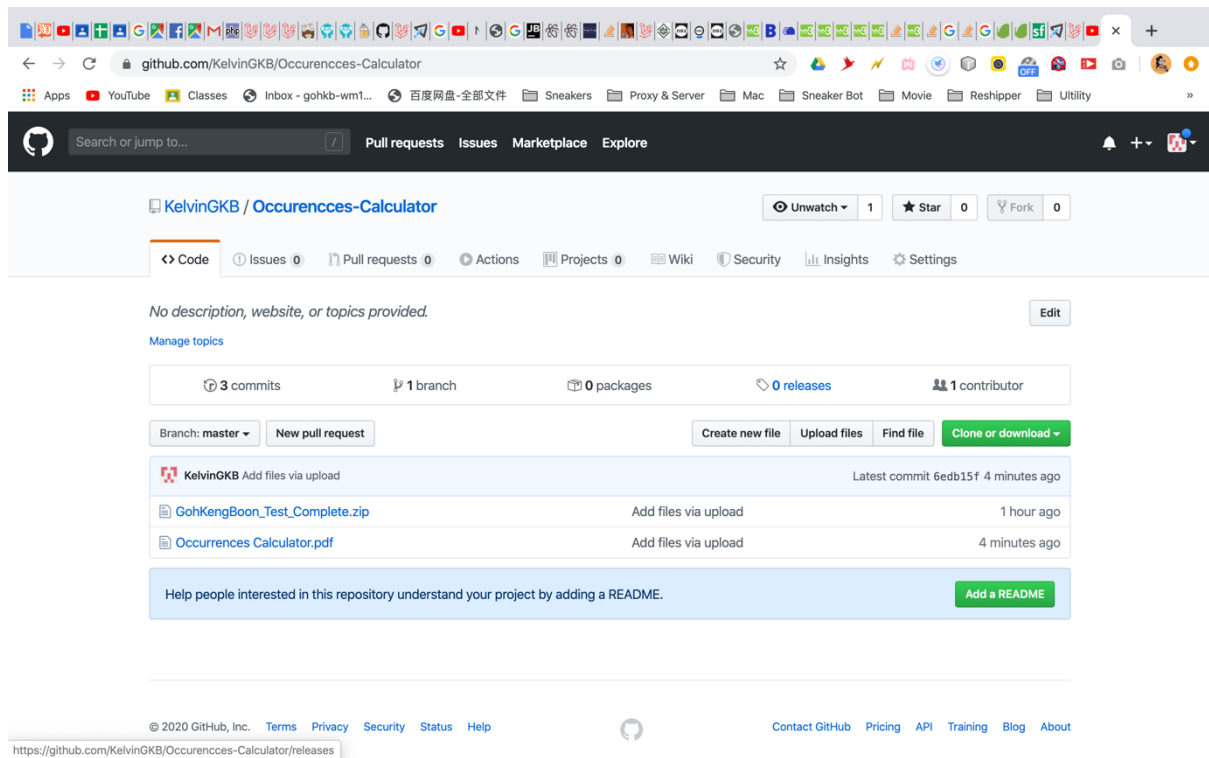 github.com/KelvinGKB/Occurencces-Calculator
OFF
Apps YouTube Classes Inbox - gohkb-wm1... 百度网盘-全部文件 Sneakers Proxy & Server Mac Sneaker Bot Movie Reshipper Ultility »
Search or jump to... / Pull requests Issues Marketplace Explore
KelvinGKB / Occurencces-Calculator Unwatch 1 Star 0 Fork 0
Code Issues 0 Pull requests 0 Actions Projects 0 Wiki Security Insights Settings
No description, website, or topics provided. Edit
Manage topics
3 commits 1 branch 0 packages 0 releases 1 contributor
Branch: master New pull request Create new file Upload files Find file Clone or download
KelvinGKB Add files via upload Latest commit 6edb15f 4 minutes ago
GohKengBoon_Test_Complete.zip Add files via upload 1 hour ago
Occurrences Calculator.pdf Add files via upload 4 minutes ago
Help people interested in this repository understand your project by adding a README. Add a README
© 2020 GitHub, Inc. Terms Privacy Security Status Help Contact GitHub Pricing API Training Blog About
https://github.com/KelvinGKB/Occurencces-Calculator/releases